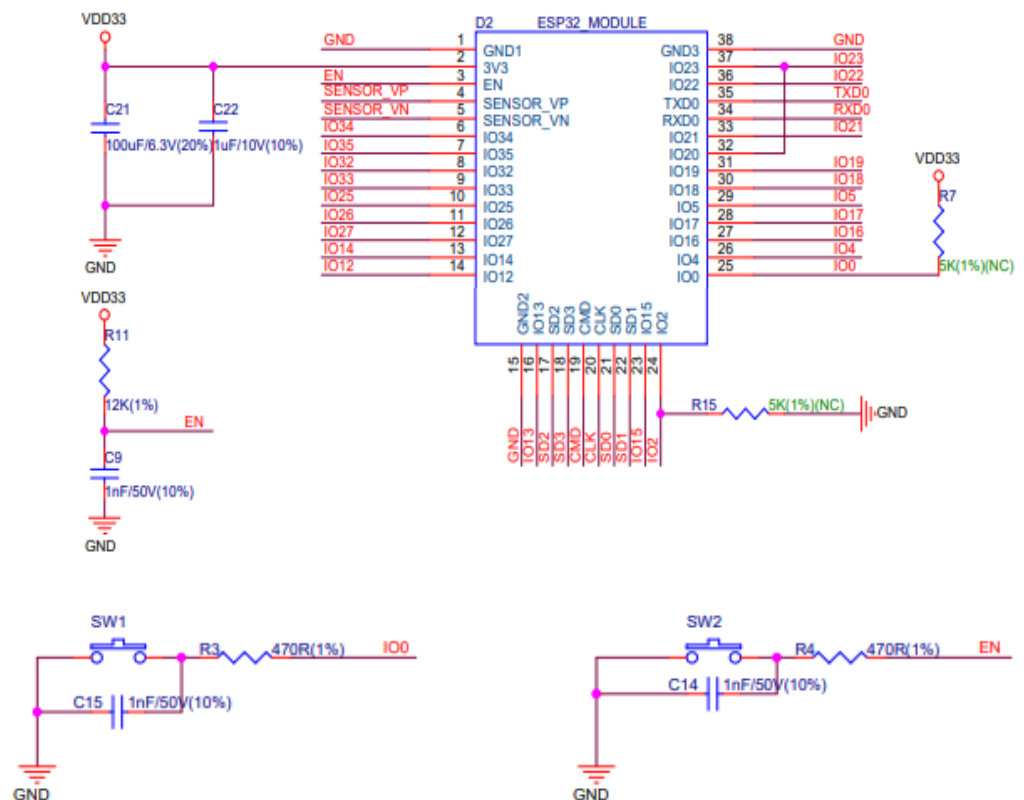 D2 ESP32_MODULE
VDD33
C21
100uF/6.3V(20%)
C22
1uF/10V(10%)
GND
GND 1 GND1
2 3V3
EN 3 EN
SENSOR_VP 4 SENSOR_VP
SENSOR_VN 5 SENSOR_VN
IO34 6 IO34
IO35 7 IO35
IO32 8 IO32
IO33 9 IO33
IO25 10 IO25
IO26 11 IO26
IO27 12 IO27
IO14 13 IO14
IO12 14 IO12
GND3 38 GND
IO23 37 IO23
IO22 36 IO22
TXD0 35 TXD0
RXD0 34 RXD0
IO21 33 IO21
IO20 32
IO19 31 IO19
IO18 30 IO18
IO5 29 IO5
IO17 28 IO17
IO16 27 IO16
IO4 26 IO4
IO0 25 IO0
VDD33
R7
5K(1%)(NC)
GND2 15 GND
IO13 16 IO13
SD2 17 SD2
SD3 18 SD3
CMD 19 CMD
CLK 20 CLK
SD0 21 SD0
SD1 22 SD1
IO15 23 IO15
IO2 24 IO2
R15 5K(1%)(NC) GND
VDD33
R11
12K(1%)
EN
C9
1nF/50V(10%)
GND
SW1
R3 470R(1%) IO0
C15 1nF/50V(10%)
GND
SW2
R4 470R(1%) EN
C14 1nF/50V(10%)
GND